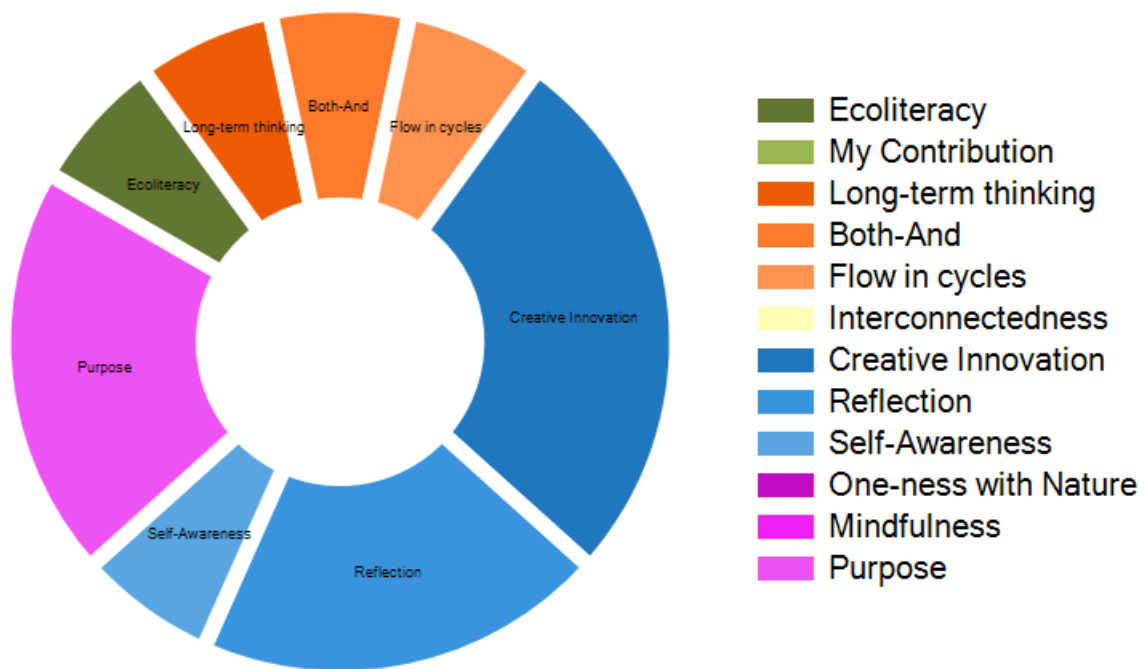 Both-And
Long-term thinking
Flow in cycles
Ecoliteracy
Creative Innovation
Purpose
Self-Awareness
Reflection
Ecoliteracy
My Contribution
Long-term thinking
Both-And
Flow in cycles
Interconnectedness
Creative Innovation
Reflection
Self-Awareness
One-ness with Nature
Mindfulness
Purpose